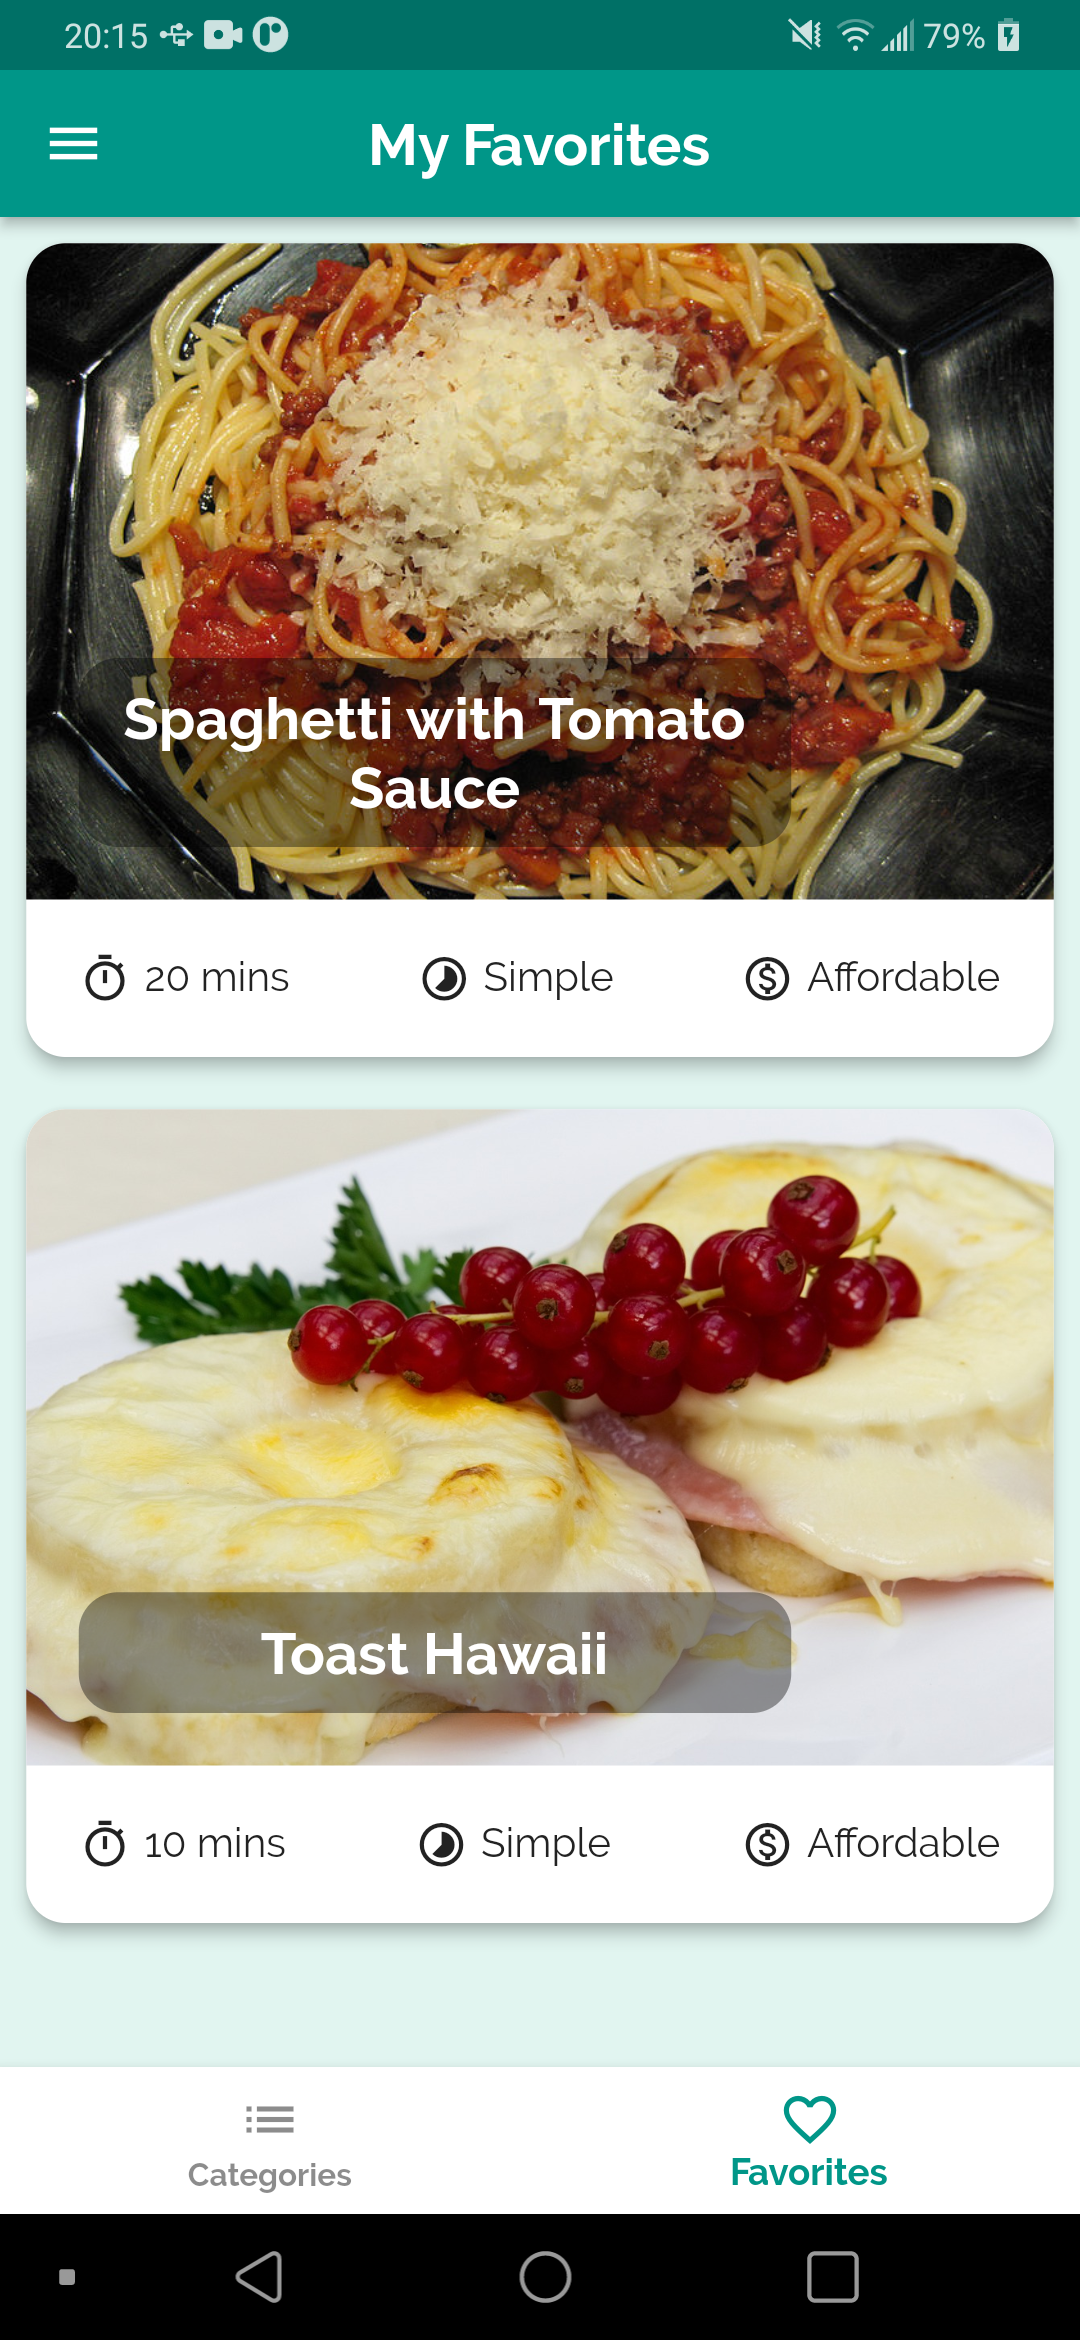 20:15 79%
My Favorites
Spaghetti with Tomato
Sauce
20 mins Simple Affordable
Toast Hawaii
10 mins Simple Affordable
Categories Favorites